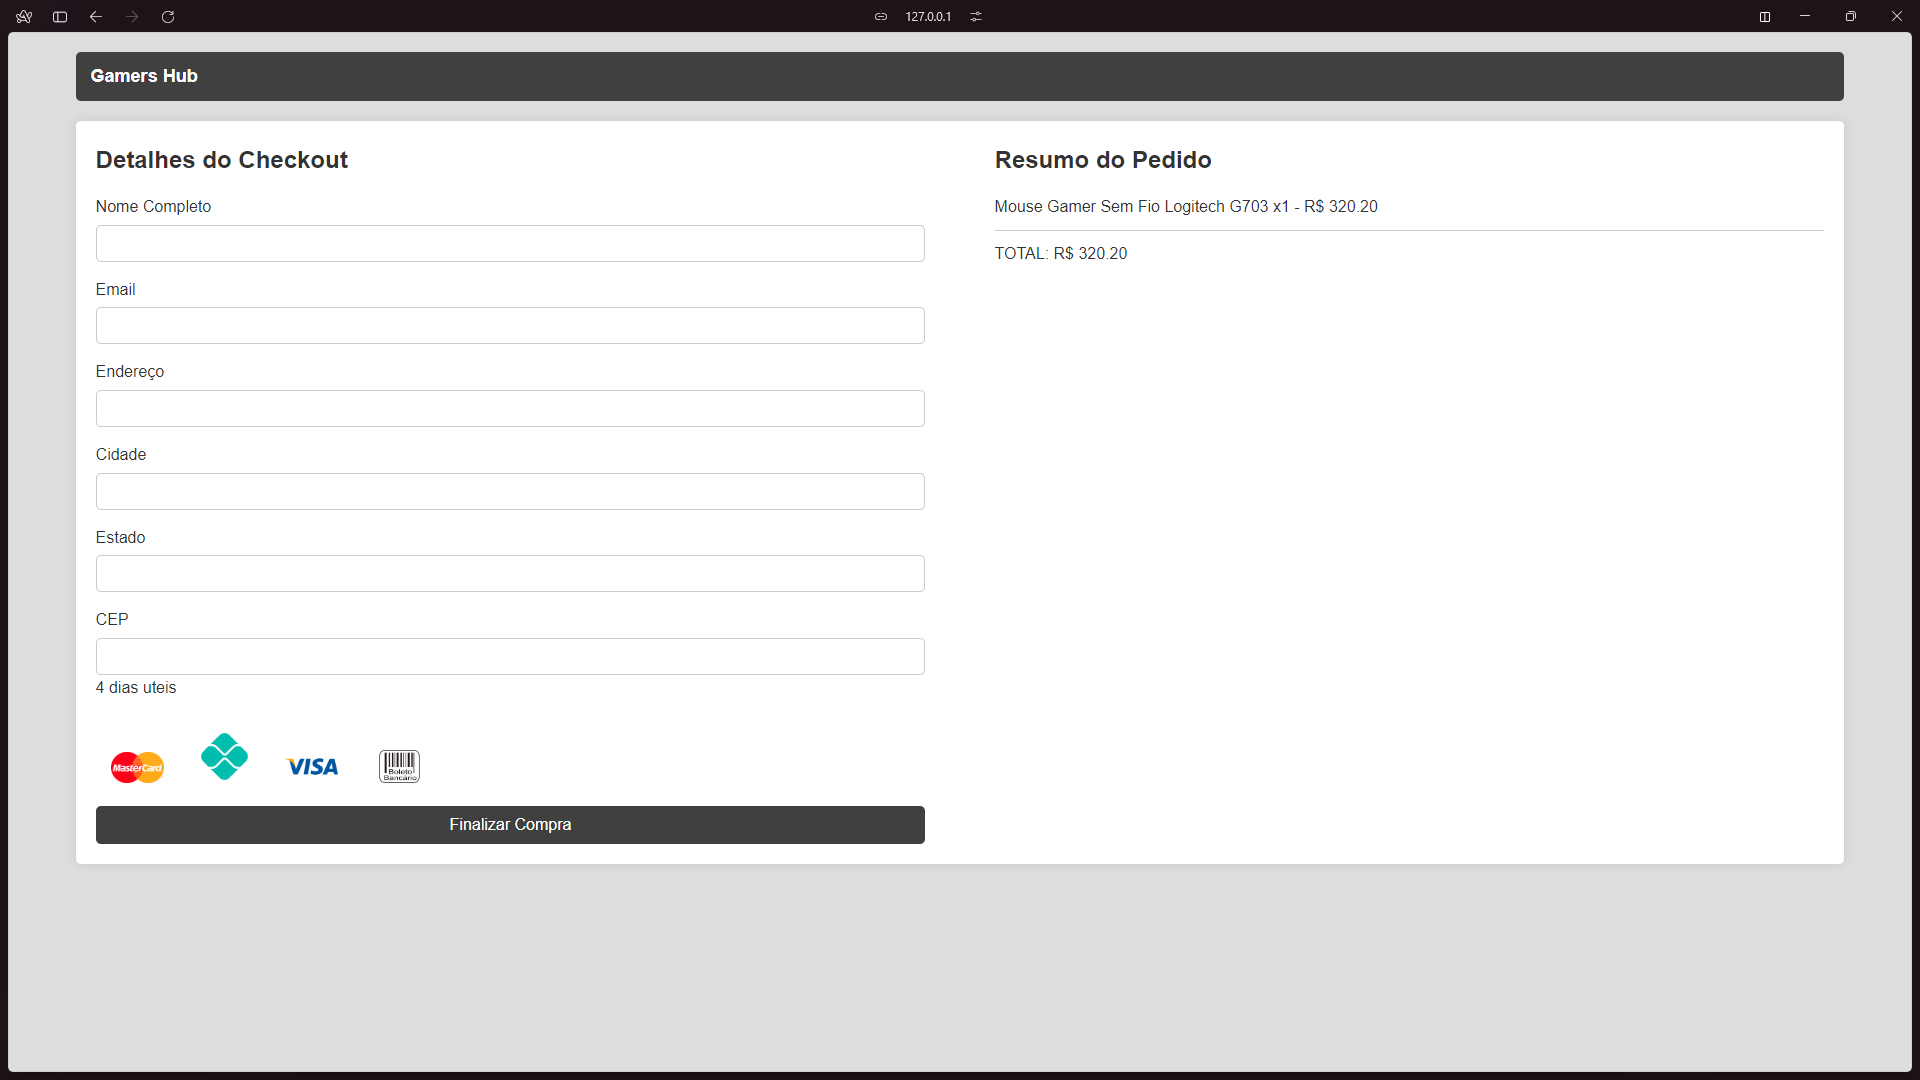 127.0.0.1
Gamers Hub
Detalhes do Checkout
Nome Completo
Email
Endereço
Cidade
Estado
CEP
4 dias uteis
MasterCard
VISA
Boleto
Bancário
Finalizar Compra
Resumo do Pedido
Mouse Gamer Sem Fio Logitech G703 x1 - R$ 320.20
TOTAL: R$ 320.20